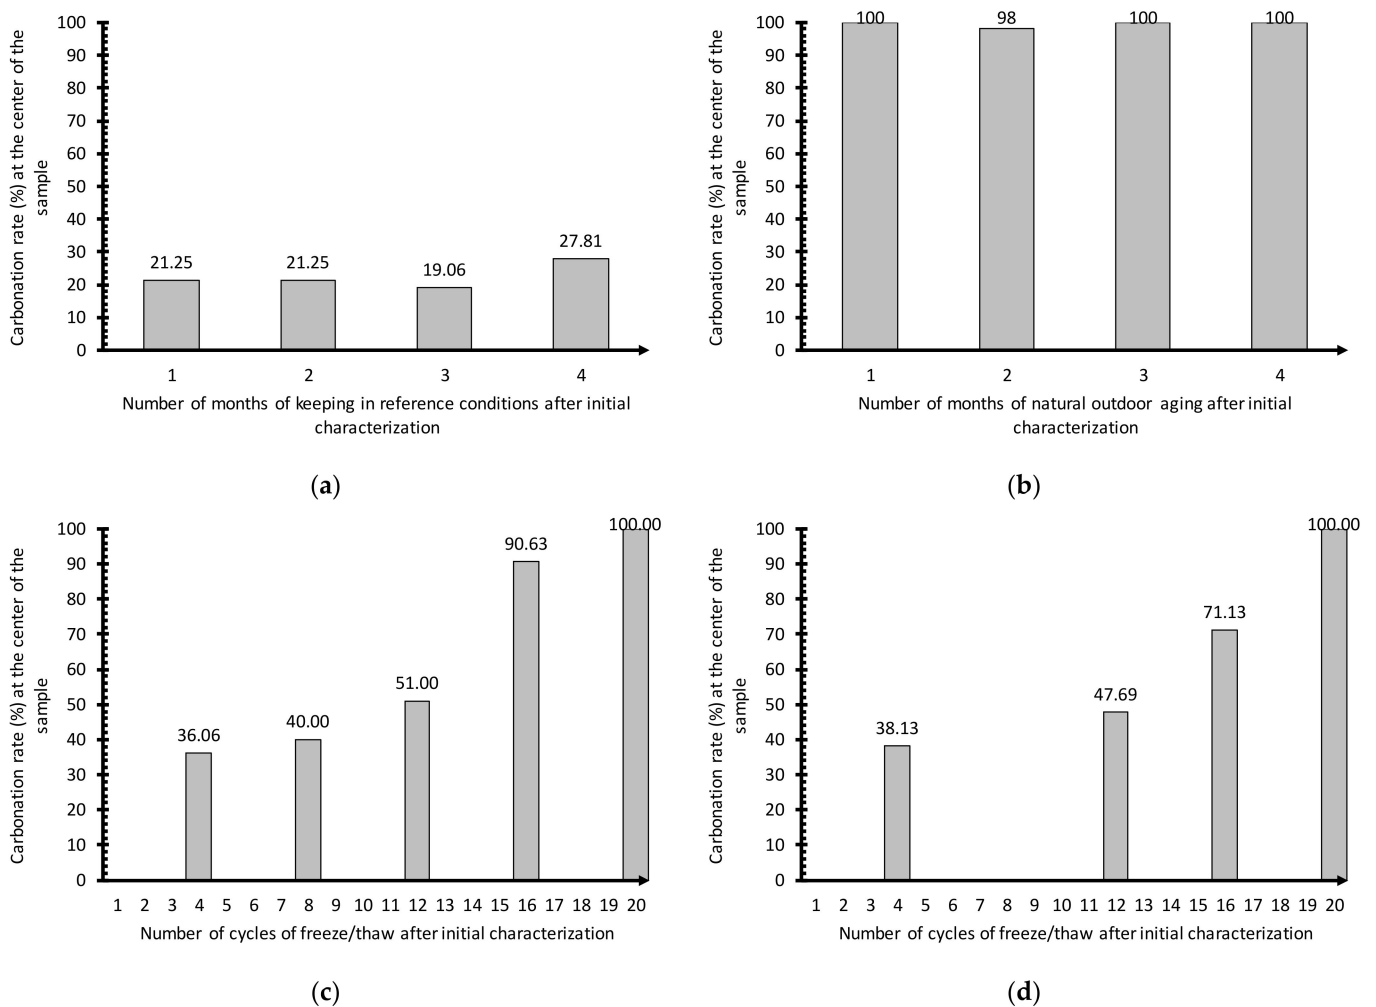 Carbonation rate (%) at the center of the
sample
100
90
80
70
60
50
40
30
20
10
0
21.25
21.25
19.06
27.81
1 2 3 4
Number of months of keeping in reference conditions after initial
characterization
(a)
Carbonation rate (%) at the center of the
sample
100
90
80
70
60
50
40
30
20
10
0
100
98
100
100
1 2 3 4
Number of months of natural outdoor aging after initial
characterization
(b)
Carbonation rate (%) at the center of the
sample
100
90
80
70
60
50
40
30
20
10
0
36.06
40.00
51.00
90.63
100.00
1 2 3 4 5 6 7 8 9 10 11 12 13 14 15 16 17 18 19 20
Number of cycles of freeze/thaw after initial characterization
(c)
Carbonation rate (%) at the center of the
sample
100
90
80
70
60
50
40
30
20
10
0
38.13
47.69
71.13
100.00
1 2 3 4 5 6 7 8 9 10 11 12 13 14 15 16 17 18 19 20
Number of cycles of freeze/thaw after initial characterization
(d)